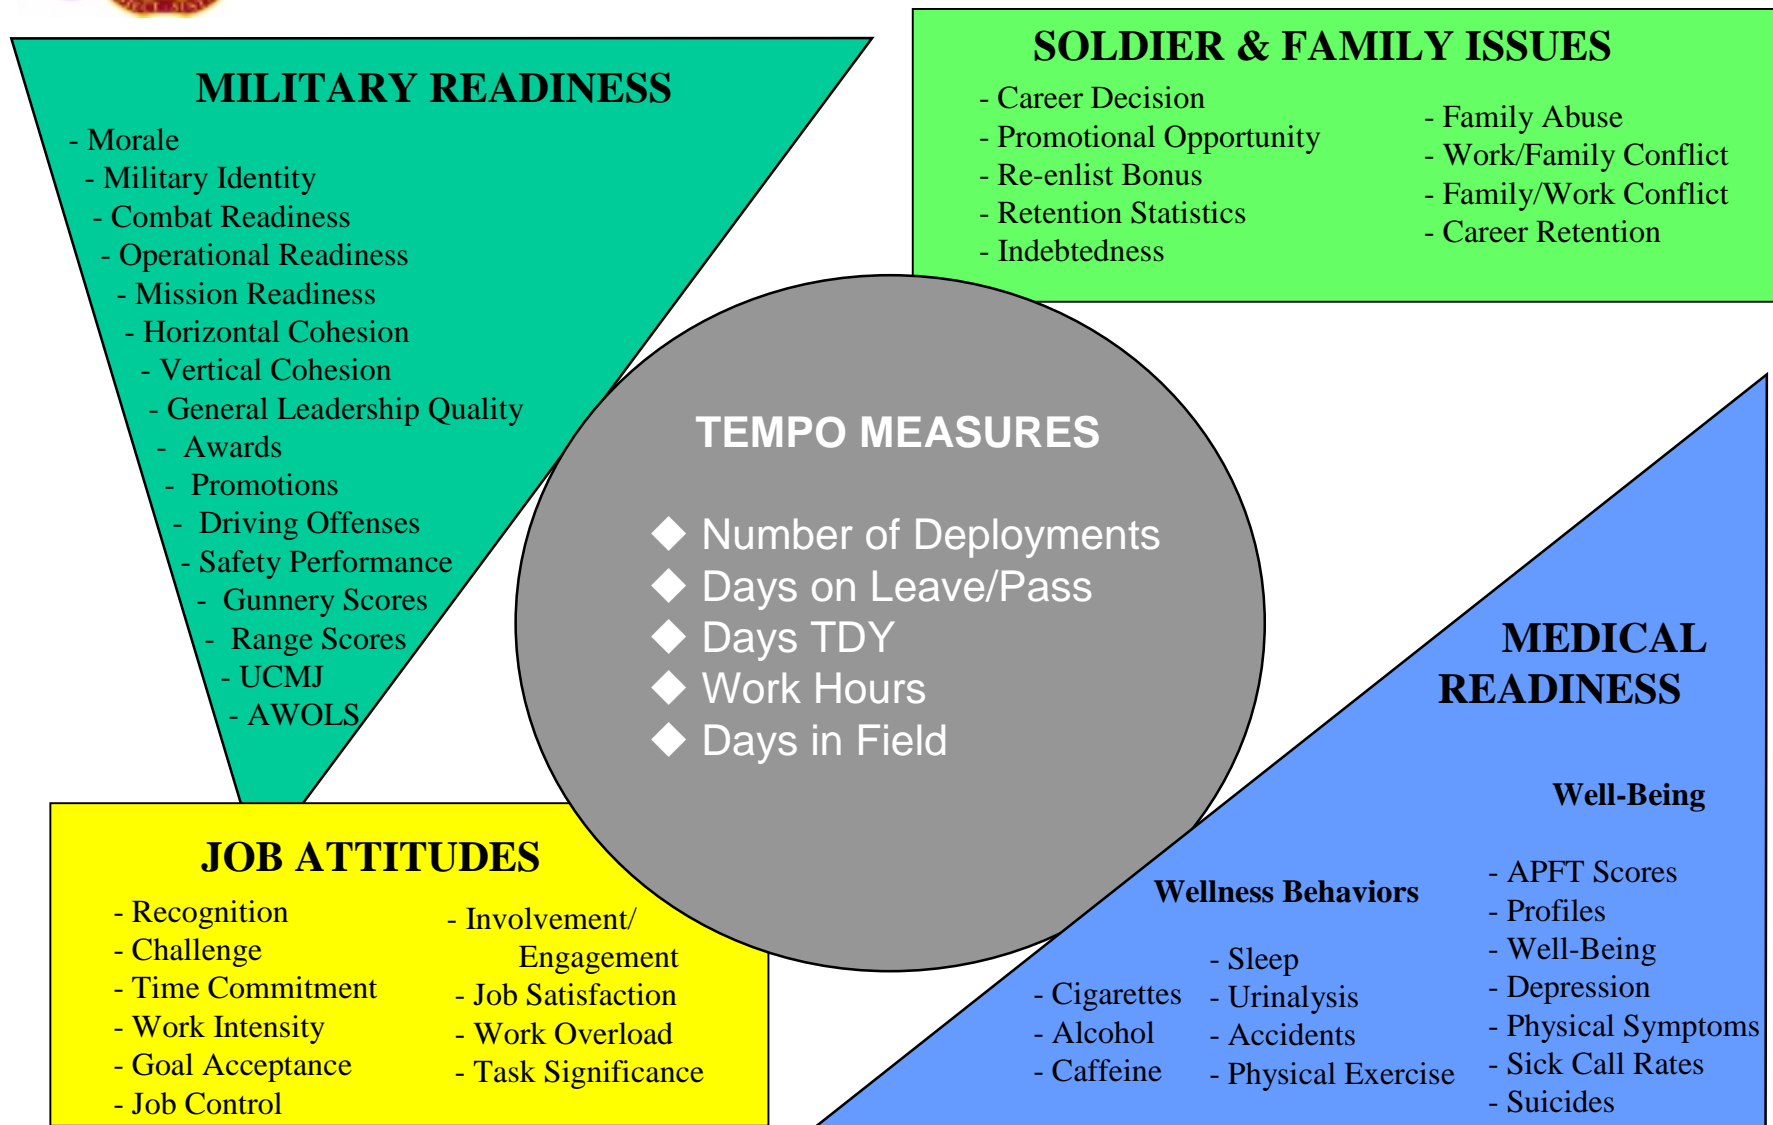 MILITARY READINESS
- Morale
- Military Identity
- Combat Readiness
- Operational Readiness
- Mission Readiness
- Horizontal Cohesion
- Vertical Cohesion
- General Leadership Quality
- Awards
- Promotions
- Driving Offenses
- Safety Performance
- Gunnery Scores
- Range Scores
- UCMJ
- AWOLS
SOLDIER & FAMILY ISSUES
- Career Decision
- Promotional Opportunity
- Re-enlist Bonus
- Retention Statistics
- Indebtedness
- Family Abuse
- Work/Family Conflict
- Family/Work Conflict
- Career Retention
TEMPO MEASURES
◆ Number of Deployments
◆ Days on Leave/Pass
◆ Days TDY
◆ Work Hours
◆ Days in Field
JOB ATTITUDES
- Recognition
- Challenge
- Time Commitment
- Work Intensity
- Goal Acceptance
- Job Control
- Involvement/
Engagement
- Job Satisfaction
- Work Overload
- Task Significance
MEDICAL
READINESS
Wellness Behaviors
- Cigarettes
- Alcohol
- Caffeine
- Sleep
- Urinalysis
- Accidents
- Physical Exercise
Well-Being
- APFT Scores
- Profiles
- Well-Being
- Depression
- Physical Symptoms
- Sick Call Rates
- Suicides